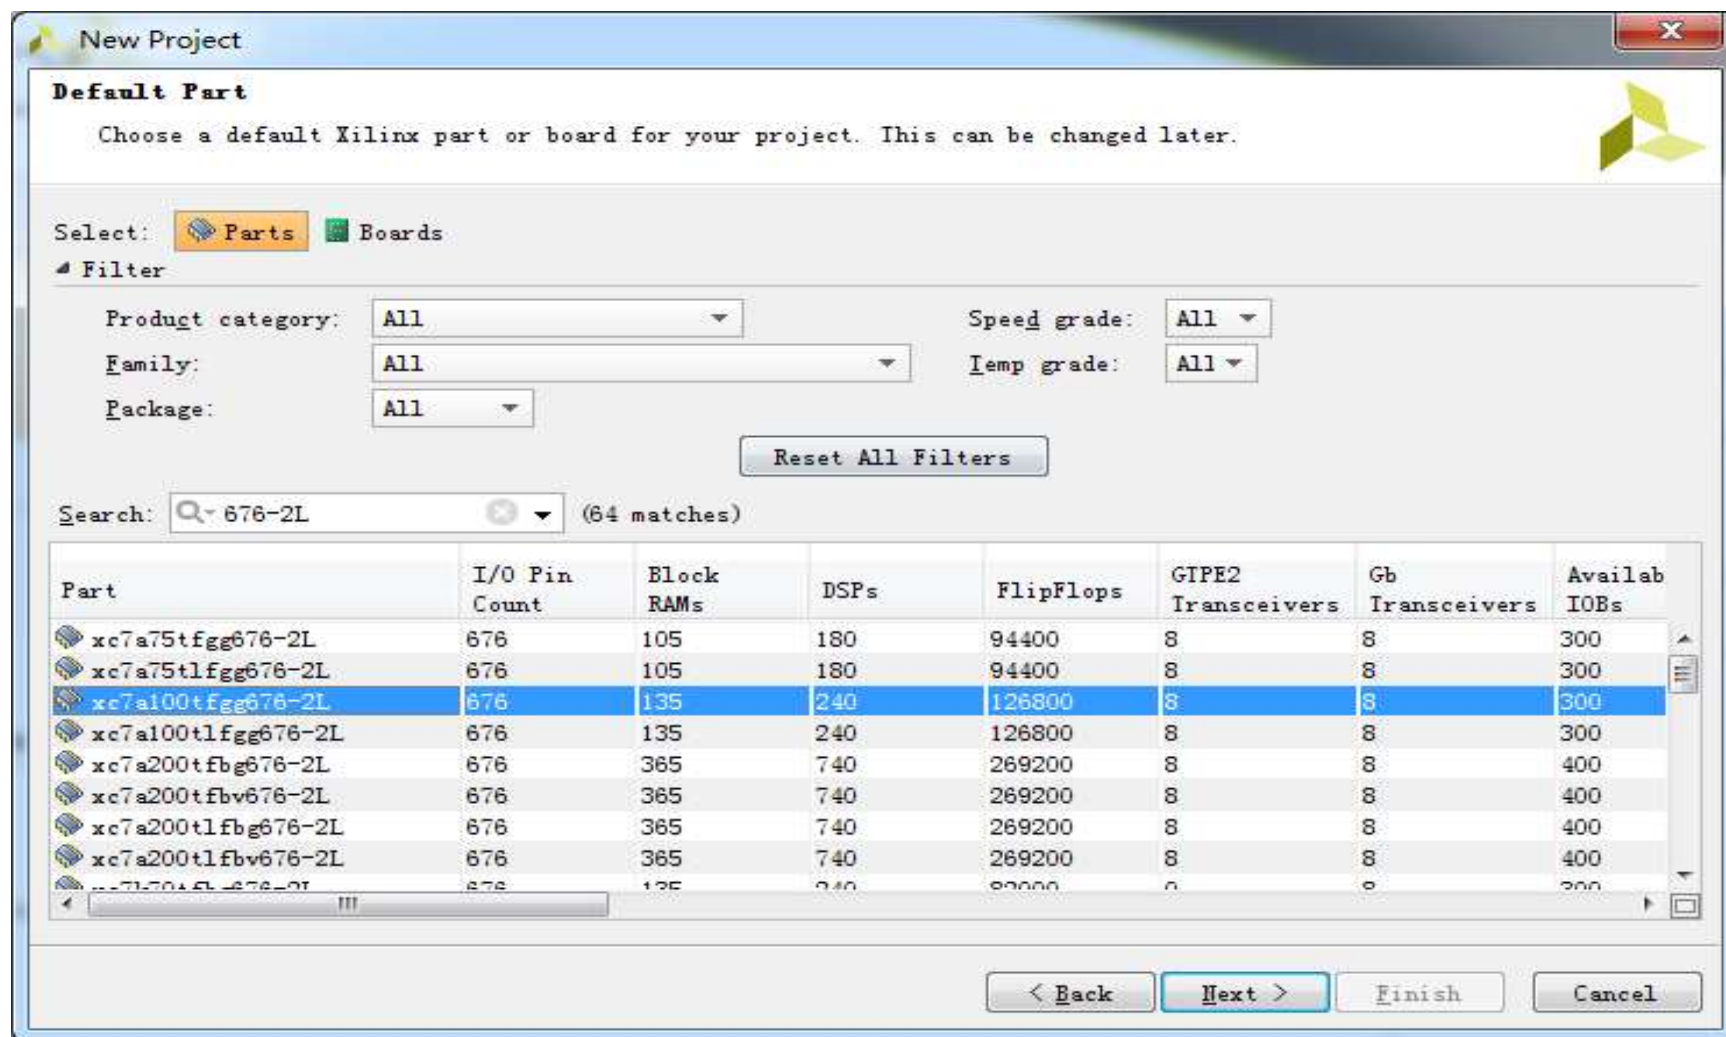 New Project
Default Part
Choose a default Xilinx part or board for your project. This can be changed later.
Select: Parts Boards
Filter
Product category: All Speed grade: All
Family: All Temp grade: All
Package: All
Reset All Filters
Search: 676-2L (64 matches)
Part I/O Pin Count Block RAMs DSPs FlipFlops GTPE2 Transceivers Gb Transceivers Availab IOBs
xc7a75tfgg676-2L 676 105 180 94400 8 8 300
xc7a75tlfgg676-2L 676 105 180 94400 8 8 300
xc7a100tfgg676-2L 676 135 240 126800 8 8 300
xc7a100tlfgg676-2L 676 135 240 126800 8 8 300
xc7a200tfbg676-2L 676 365 740 269200 8 8 400
xc7a200tfbv676-2L 676 365 740 269200 8 8 400
xc7a200tlfbg676-2L 676 365 740 269200 8 8 400
xc7a200tlfbv676-2L 676 365 740 269200 8 8 400
< Back Next > Finish Cancel